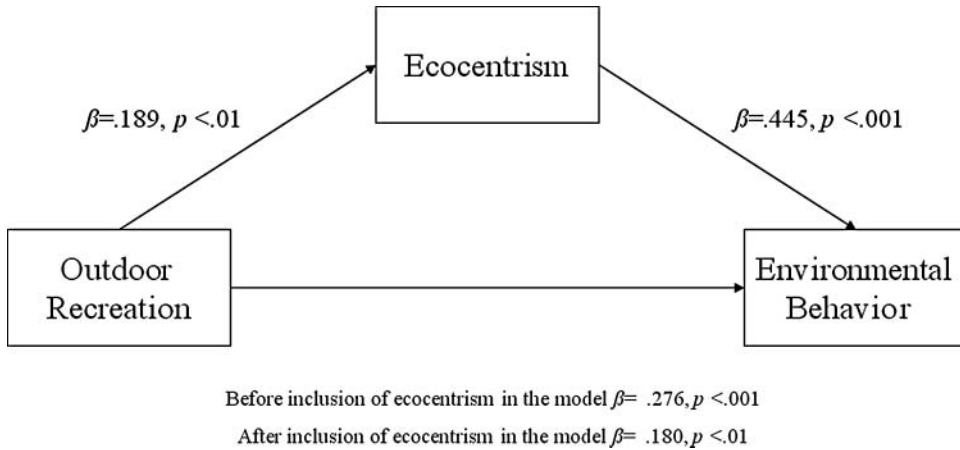 Ecocentrism
β=.189, p <.01
β=.445, p <.001
Outdoor
Recreation
Environmental
Behavior
Before inclusion of ecocentrism in the model β= .276, p <.001
After inclusion of ecocentrism in the model β= .180, p <.01